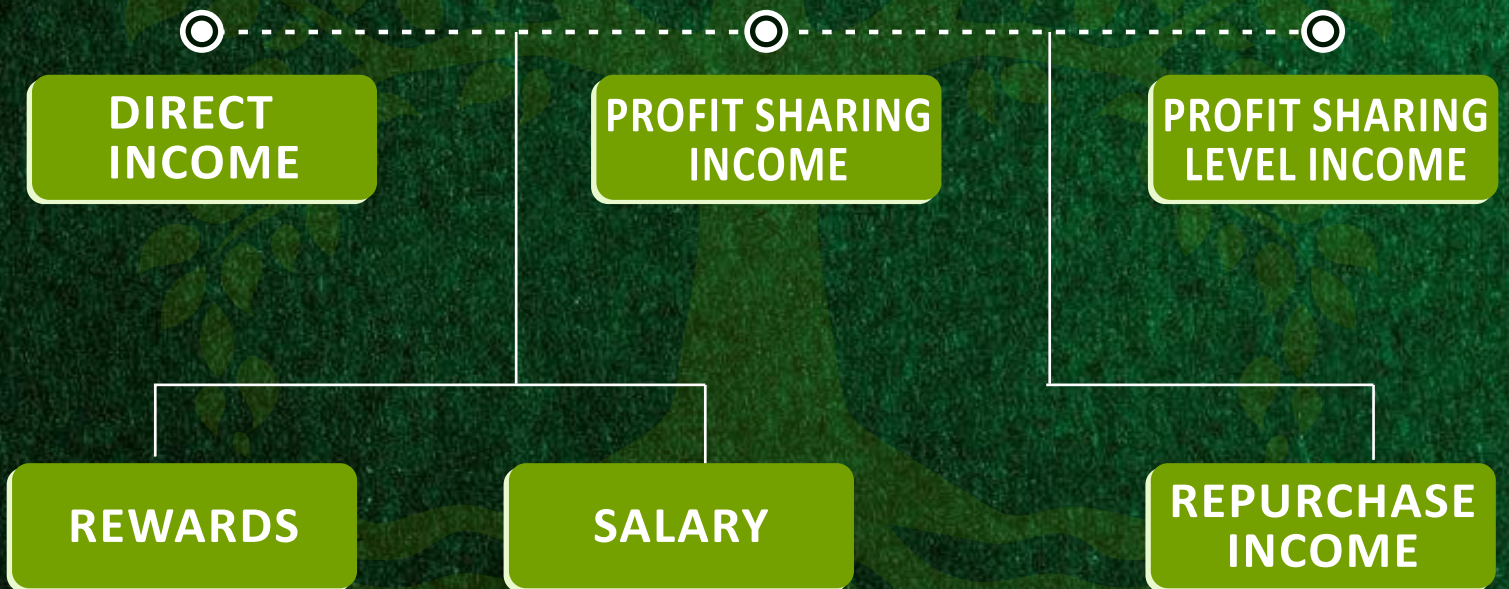 DIRECT
INCOME
PROFIT SHARING
INCOME
PROFIT SHARING
LEVEL INCOME
REWARDS
SALARY
REPURCHASE
INCOME